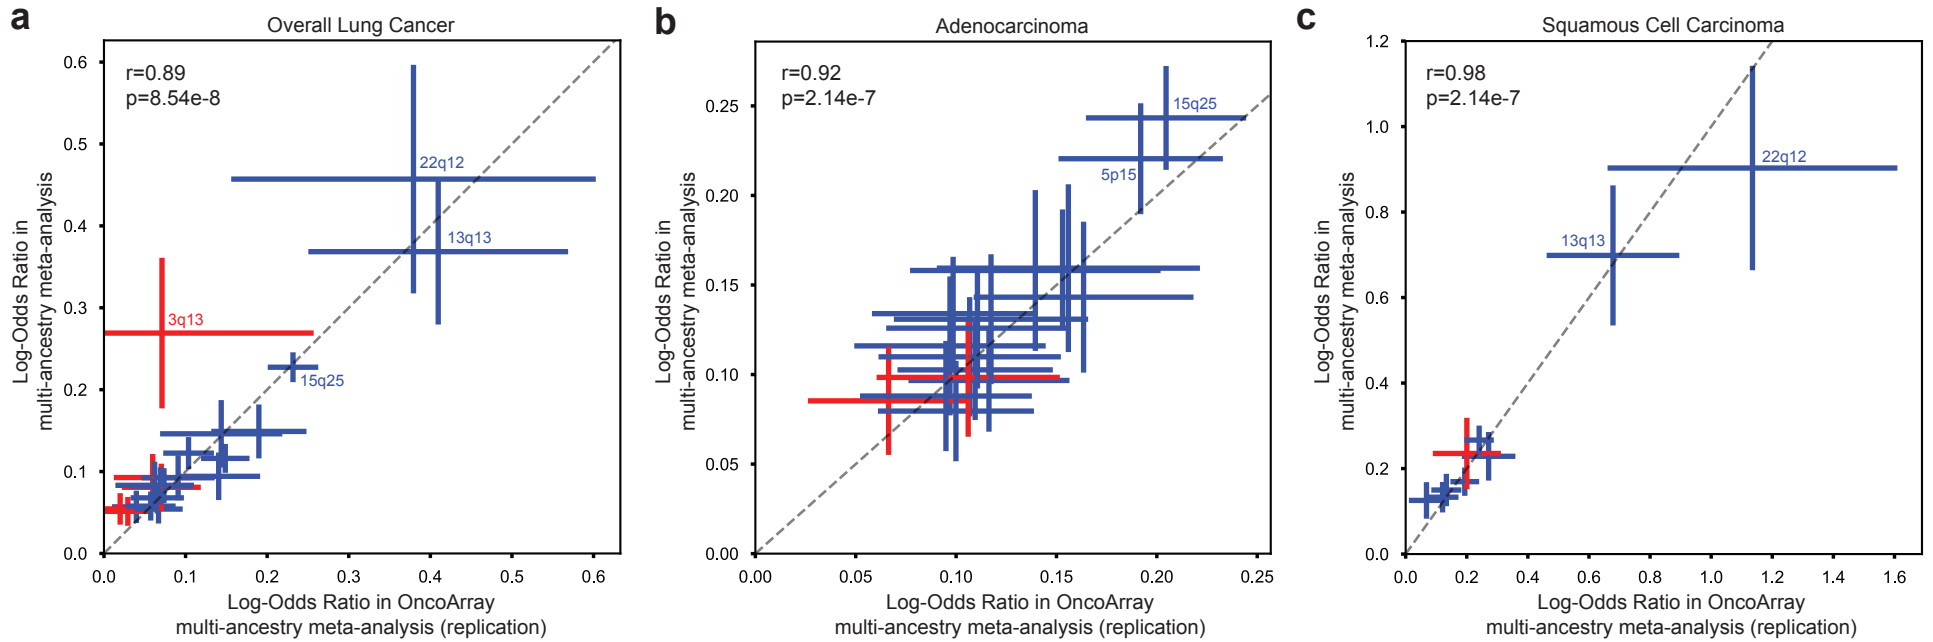 a
Overall Lung Cancer
r=0.89
p=8.54e-8
22q12
13q13
3q13
15q25
0.6
0.5
0.4
0.3
0.2
0.1
0.0
0.0 0.1 0.2 0.3 0.4 0.5 0.6
Log-Odds Ratio in
multi-ancestry meta-analysis
Log-Odds Ratio in OncoArray
multi-ancestry meta-analysis (replication)
b
Adenocarcinoma
r=0.92
p=2.14e-7
15q25
5p15
0.25
0.20
0.15
0.10
0.05
0.00
0.00 0.05 0.10 0.15 0.20 0.25
Log-Odds Ratio in
multi-ancestry meta-analysis
Log-Odds Ratio in OncoArray
multi-ancestry meta-analysis (replication)
c
Squamous Cell Carcinoma
r=0.98
p=2.14e-7
22q12
13q13
1.2
1.0
0.8
0.6
0.4
0.2
0.0
0.0 0.2 0.4 0.6 0.8 1.0 1.2 1.4 1.6
Log-Odds Ratio in
multi-ancestry meta-analysis
Log-Odds Ratio in OncoArray
multi-ancestry meta-analysis (replication)